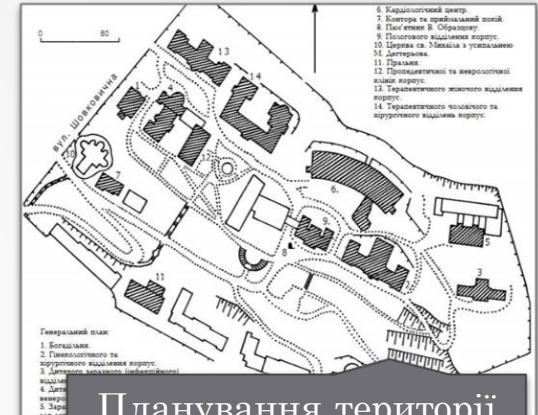 6. Кардіологічний центр.
7. Контора та приймальний покій.
8. Пам'ятник В. Образцову.
9. Пологового відділення корпус.
10. Церква св. Михаїла з усипальнею
М. Дегтерьова.
11. Пральня.
12. Пропедевтичної та неврологічної
клінік корпус.
13. Терапевтичного жіночого відділення
корпус.
14. Терапевтичного чоловічого та
хірургічного відділень корпус.
0 80
вул. Шовковична
13
14
4
10
12
7
6.
9.
5
8
3
11
Генеральний план:
1. Богадільня.
2. Гінекологічного та
хірургічного відділення корпус.
3. Дитячого заразного (інфекційного)
Планування території